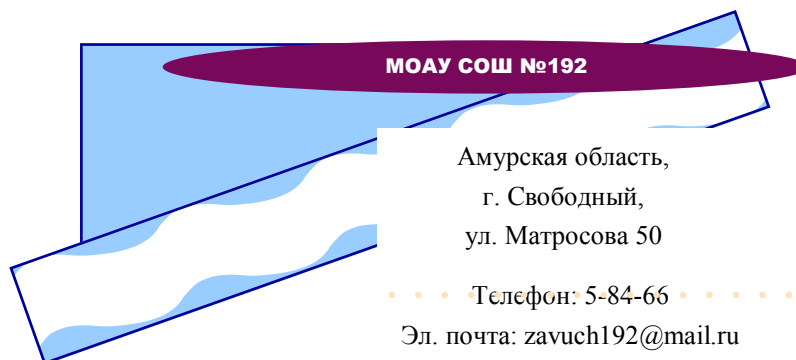 МОАУ СОШ №192
Амурская область,
г. Свободный,
ул. Матросова 50
Телефон: 5-84-66
Эл. почта: zavuch192@mail.ru